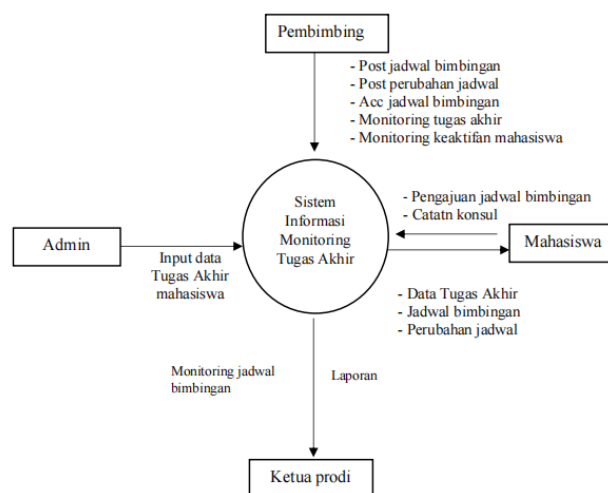 Pembimbing
- Post jadwal bimbingan
- Post perubahan jadwal
- Acc jadwal bimbingan
- Monitoring tugas akhir
- Monitoring keaktifan mahasiswa
Sistem
Informasi
Monitoring
Tugas Akhir
- Pengajuan jadwal bimbingan
- Catatn konsul
Admin
Mahasiswa
Input data
Tugas Akhir
mahasiswa
- Data Tugas Akhir
- Jadwal bimbingan
- Perubahan jadwal
Monitoring jadwal
bimbingan
Laporan
Ketua prodi